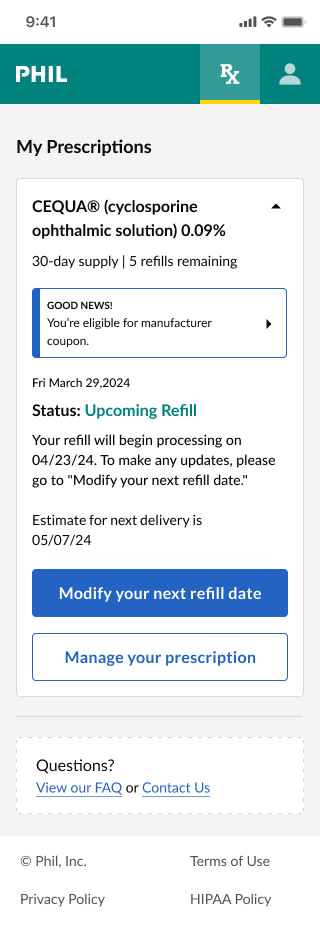 9:41
PHIL
Rx
My Prescriptions
CEQUA® (cyclosporine
ophthalmic solution) 0.09%
30-day supply | 5 refills remaining
GOOD NEWS!
You're eligible for manufacturer
coupon.
Fri March 29,2024
Status: Upcoming Refill
Your refill will begin processing on
04/23/24. To make any updates, please
go to "Modify your next refill date."
Estimate for next delivery is
05/07/24
Modify your next refill date
Manage your prescription
Questions?
View our FAQ or Contact Us
© Phil, Inc.
Terms of Use
Privacy Policy
HIPAA Policy